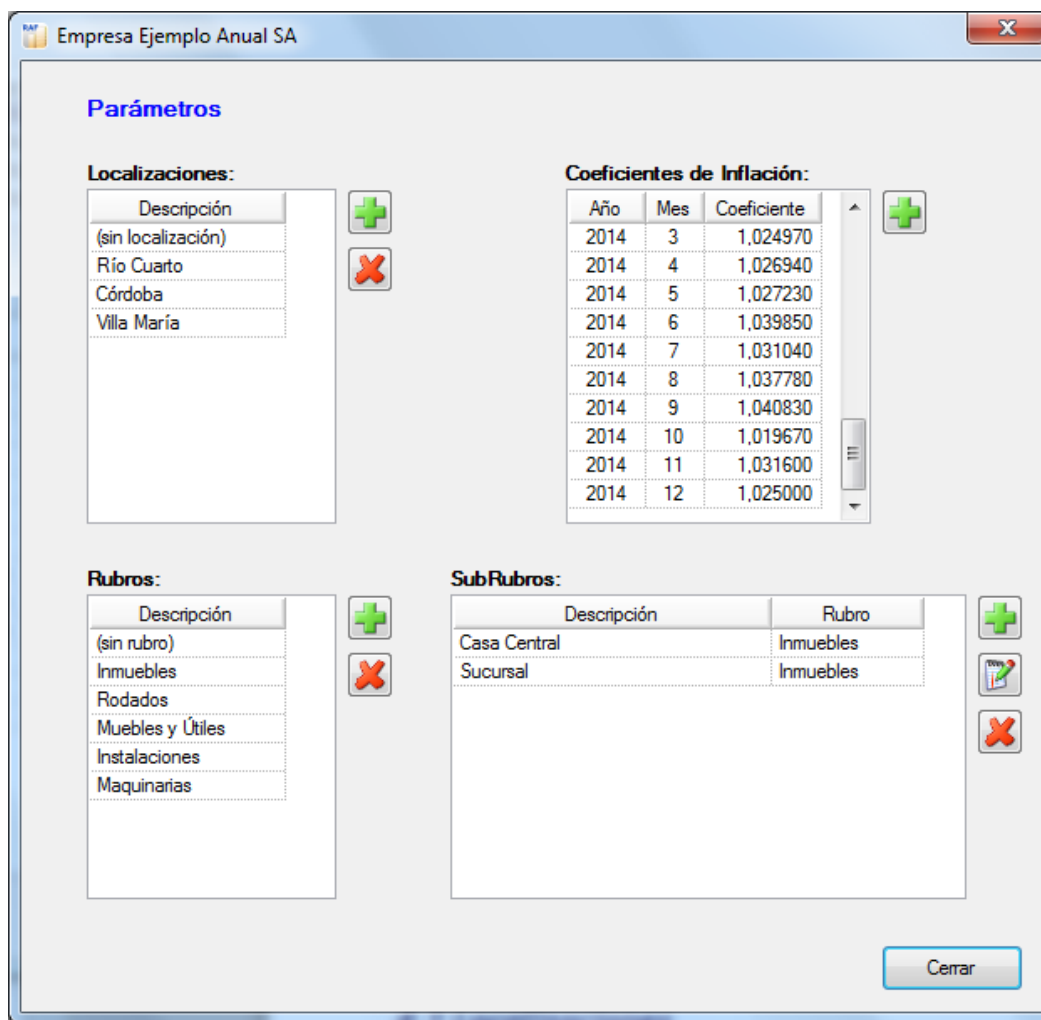 RAF
Empresa Ejemplo Anual SA
Parámetros
Localizaciones:
Descripción
(sin localización)
Río Cuarto
Córdoba
Villa María
Coeficientes de Inflación:
Año Mes Coeficiente
2014 3 1,024970
2014 4 1,026940
2014 5 1,027230
2014 6 1,039850
2014 7 1,031040
2014 8 1,037780
2014 9 1,040830
2014 10 1,019670
2014 11 1,031600
2014 12 1,025000
Rubros:
Descripción
(sin rubro)
Inmuebles
Rodados
Muebles y Útiles
Instalaciones
Maquinarias
SubRubros:
Descripción Rubro
Casa Central Inmuebles
Sucursal Inmuebles
Cerrar